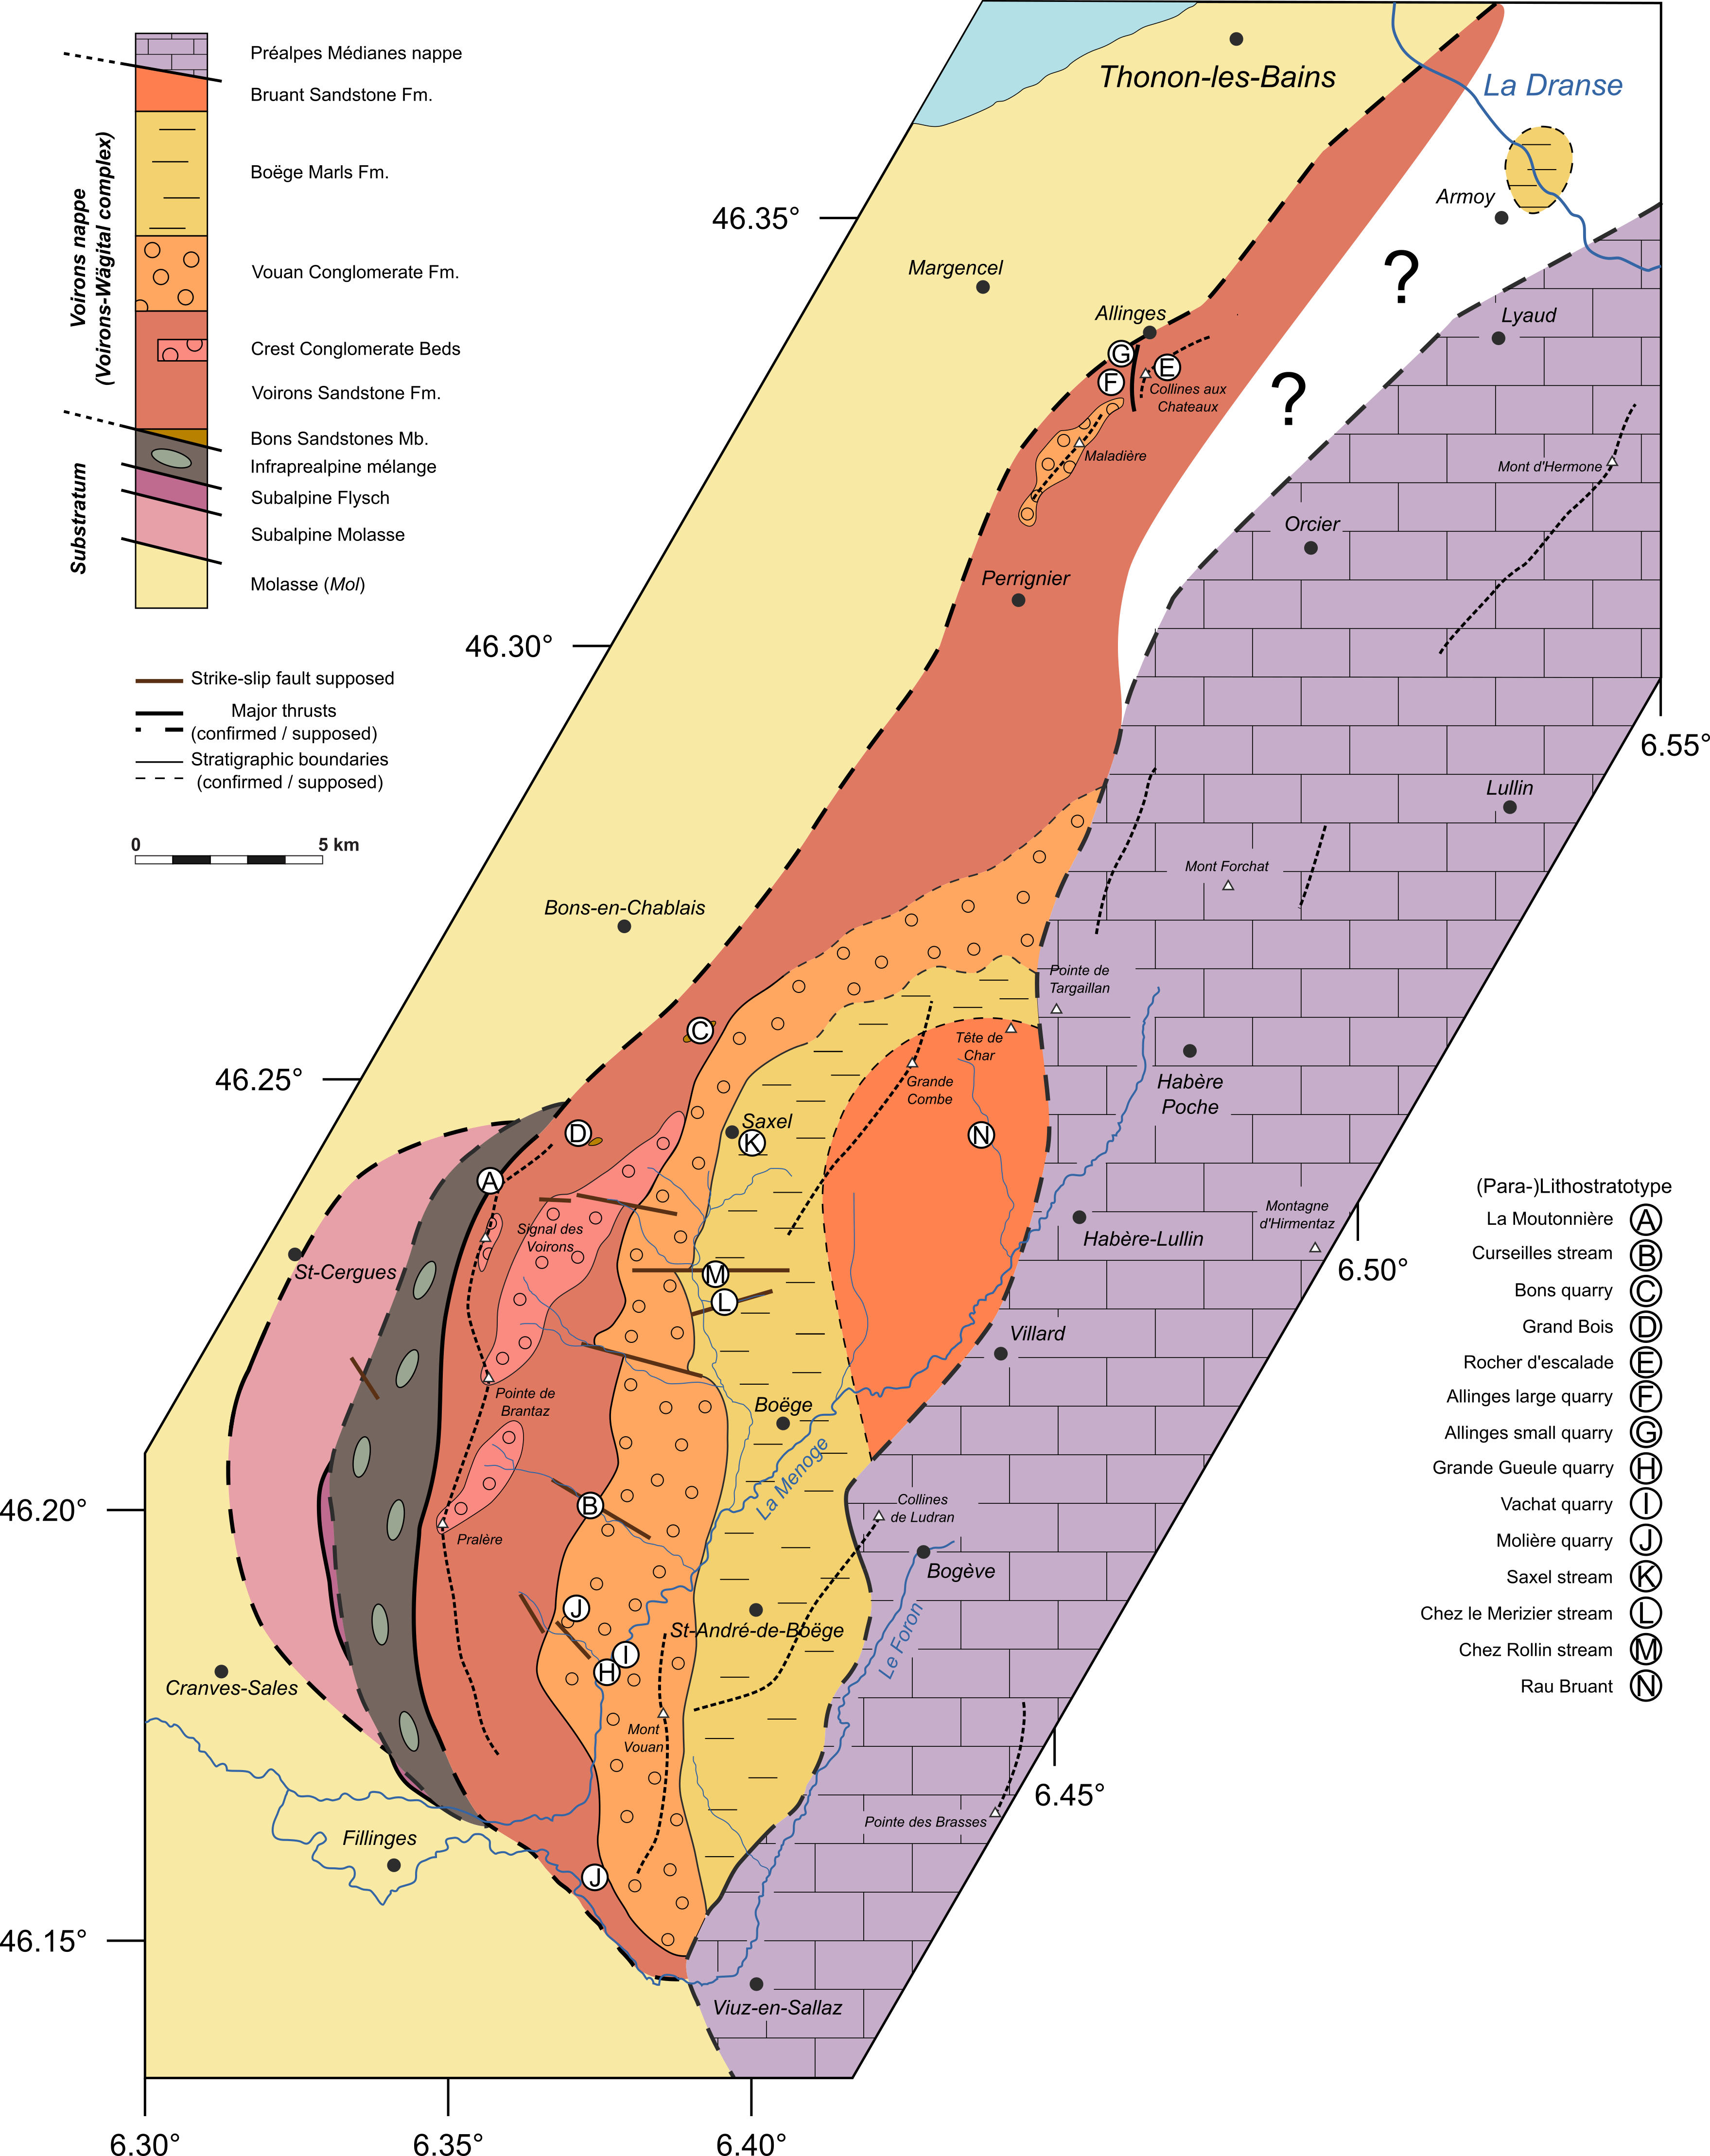 Préalpes Médianes nappe
Bruant Sandstone Fm.
Boëge Marls Fm.
Vouan Conglomerate Fm.
Crest Conglomerate Beds
Voirons Sandstone Fm.
Bons Sandstones Mb.
Infraprealpine mélange
Subalpine Flysch
Subalpine Molasse
Molasse (Mol)
Voirons nappe
(Voirons-Wägital complex)
Substratum
Strike-slip fault supposed
Major thrusts
(confirmed / supposed)
Stratigraphic boundaries
(confirmed / supposed)
0 5 km
Thonon-les-Bains
La Dranse
Armoy
46.35°
?
Margencel
Allinges
Lyaud
G
E
F
Collines aux
Chateaux
?
Maladière
Mont d'Hermone
Orcier
Perrignier
46.30°
6.55°
Lullin
Mont Forchat
Bons-en-Chablais
Pointe de
Targaillan
C
Tête de
Char
46.25°
Grande
Combe
Habère
Poche
Saxel
D
K
N
A
Signal des
Voirons
Montagne
d'Hirmentaz
Habère-Lullin
St-Cergues
M
6.50°
L
Villard
Pointe de
Brantaz
Boëge
La Menoge
46.20°
B
Collines
de Ludran
Pralère
Bogève
J
St-André-de-Boëge
Le Foron
I
H
Cranves-Sales
Mont
Vouan
6.45°
Pointe des Brasses
Fillinges
J
46.15°
Viuz-en-Sallaz
6.30° 6.35° 6.40°
(Para-)Lithostratotype
La Moutonnière A
Curseilles stream B
Bons quarry C
Grand Bois D
Rocher d'escalade E
Allinges large quarry F
Allinges small quarry G
Grande Gueule quarry H
Vachat quarry I
Molière quarry J
Saxel stream K
Chez le Merizier stream L
Chez Rollin stream M
Rau Bruant N